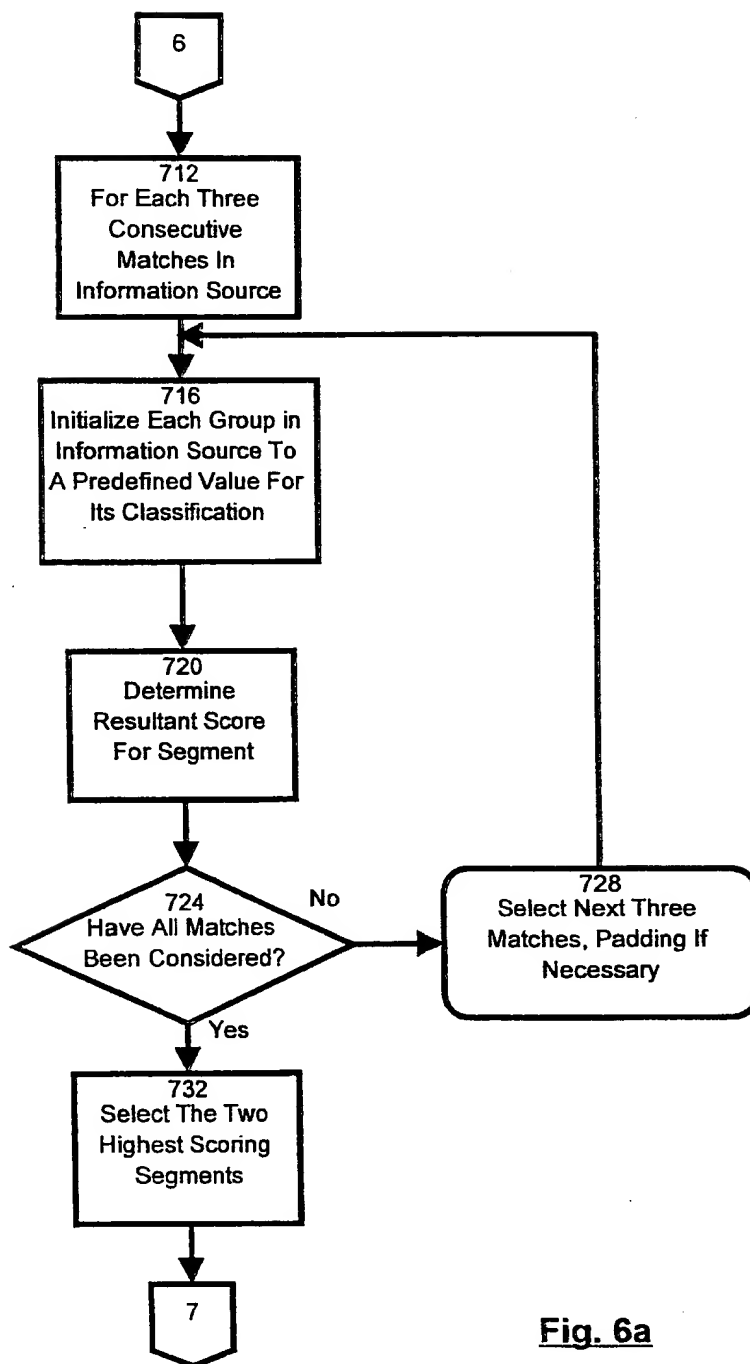 6
712
For Each Three
Consecutive
Matches In
Information Source
716
Initialize Each Group in
Information Source To
A Predefined Value For
Its Classification
720
Determine
Resultant Score
For Segment
724
Have All Matches
Been Considered?
No
728
Select Next Three
Matches, Padding If
Necessary
Yes
732
Select The Two
Highest Scoring
Segments
7
Fig. 6a